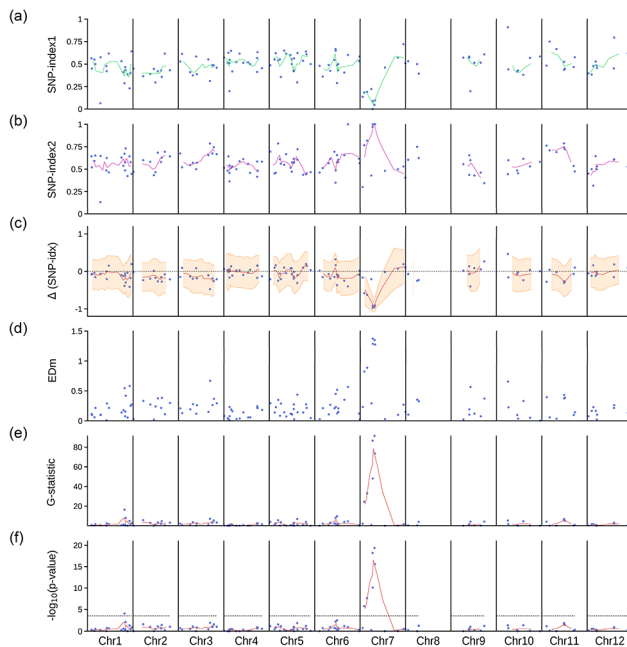 (a)
SNP-index1
1
0.75
0.5
0.25
0
(b)
SNP-index2
1
0.75
0.5
0.25
0
(c)
Δ (SNP-idx)
1
0
-1
(d)
EDm
1.5
1
0.5
0
(e)
G-statistic
80
60
40
20
(f)
-log10(p-value)
20
15
10
5
0
Chr1 Chr2 Chr3 Chr4 Chr5 Chr6 Chr7 Chr8 Chr9 Chr10 Chr11 Chr12